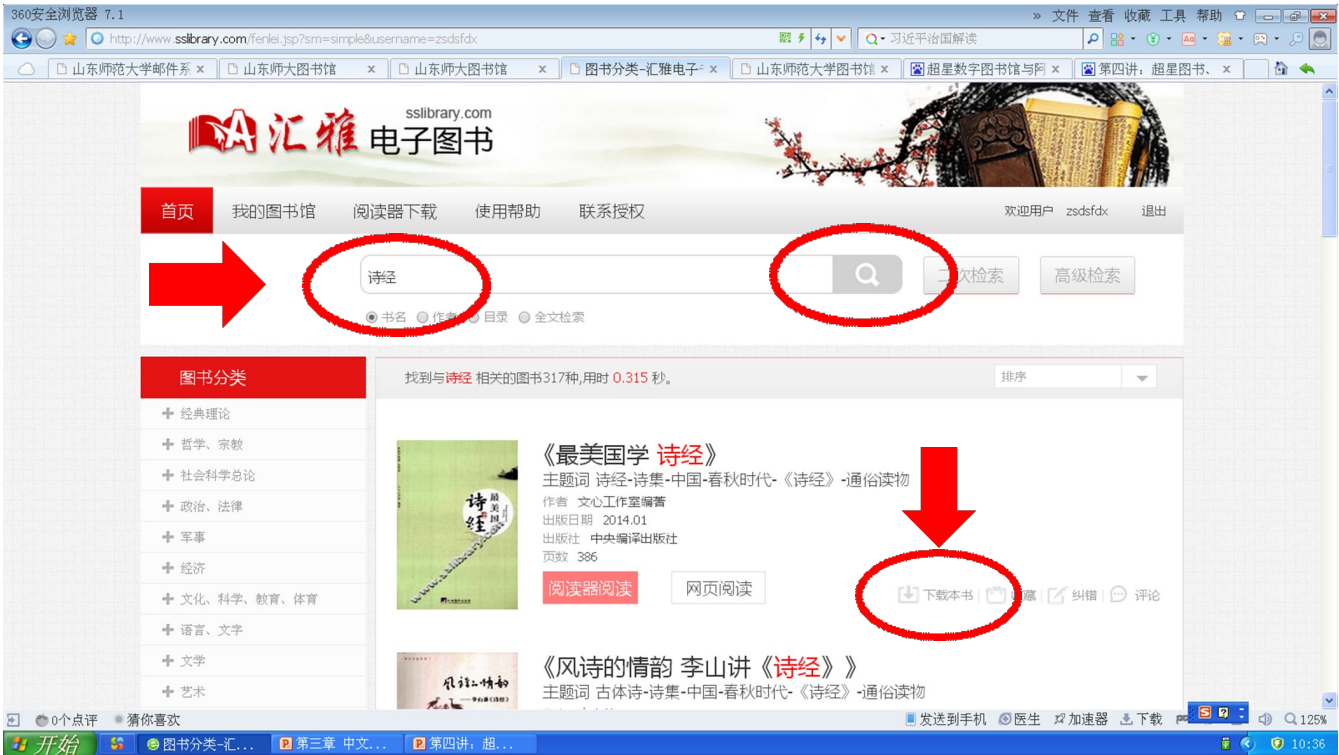 360安全浏览器 7.1
» 文件 查看 收藏 工具 帮助
http://www.sslibrary.com/fenlei.jsp?sm=simple&username=zsdsfdx
习近平治国解读
山东师范大学邮件系 × 山东师大图书馆 × 山东师大图书馆 × 图书分类-汇雅电子 × 山东师范大学图书馆 × 超星数字图书馆与阿 × 第四讲：超星图书、 ×
sslibrary.com
汇雅 电子图书
首页 我的图书馆 阅读器下载 使用帮助 联系授权 欢迎用户 zsdsfdx 退出
诗经 二次检索 高级检索
书名 作者 目录 全文检索
图书分类
找到与诗经 相关的图书317种,用时 0.315 秒。 排序
经典理论
哲学、宗教
社会科学总论
政治、法律
军事
经济
文化、科学、教育、体育
语言、文字
文学
艺术
《最美国学 诗经》
主题词 诗经-诗集-中国-春秋时代-《诗经》-通俗读物
作者 文心工作室编著
出版日期 2014.01
出版社 中央编译出版社
页数 386
阅读器阅读 网页阅读 下载本书 收藏 纠错 评论
最美国学
诗经
《风诗的情韵 李山讲《诗经》》
主题词 古体诗-诗集-中国-春秋时代-《诗经》-通俗读物
风诗的情韵
李山讲《诗经》
0个点评 猜你喜欢 发送到手机 医生 加速器 下载 125%
开始 图书分类-汇... 第三章 中文... 第四讲：超... 10:36